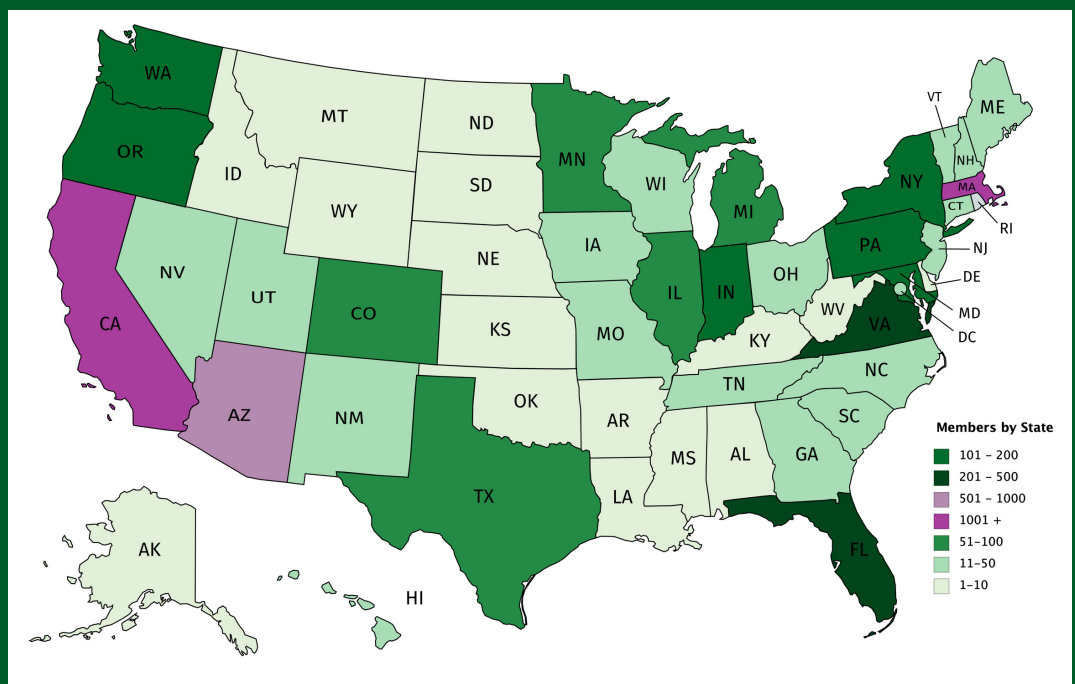 WA
MT
ND
VT
ME
OR
ID
MN
NH
SD
WI
NY
MA
WY
MI
CT
RI
IA
PA
NJ
NE
NV
OH
DE
UT
IL
IN
WV
MD
CO
CA
KS
MO
KY
VA
DC
TN
NC
AZ
NM
OK
AR
SC
MS
AL
GA
TX
LA
AK
FL
HI
Members by State
101 – 200
201 – 500
501 – 1000
1001 +
51–100
11–50
1–10